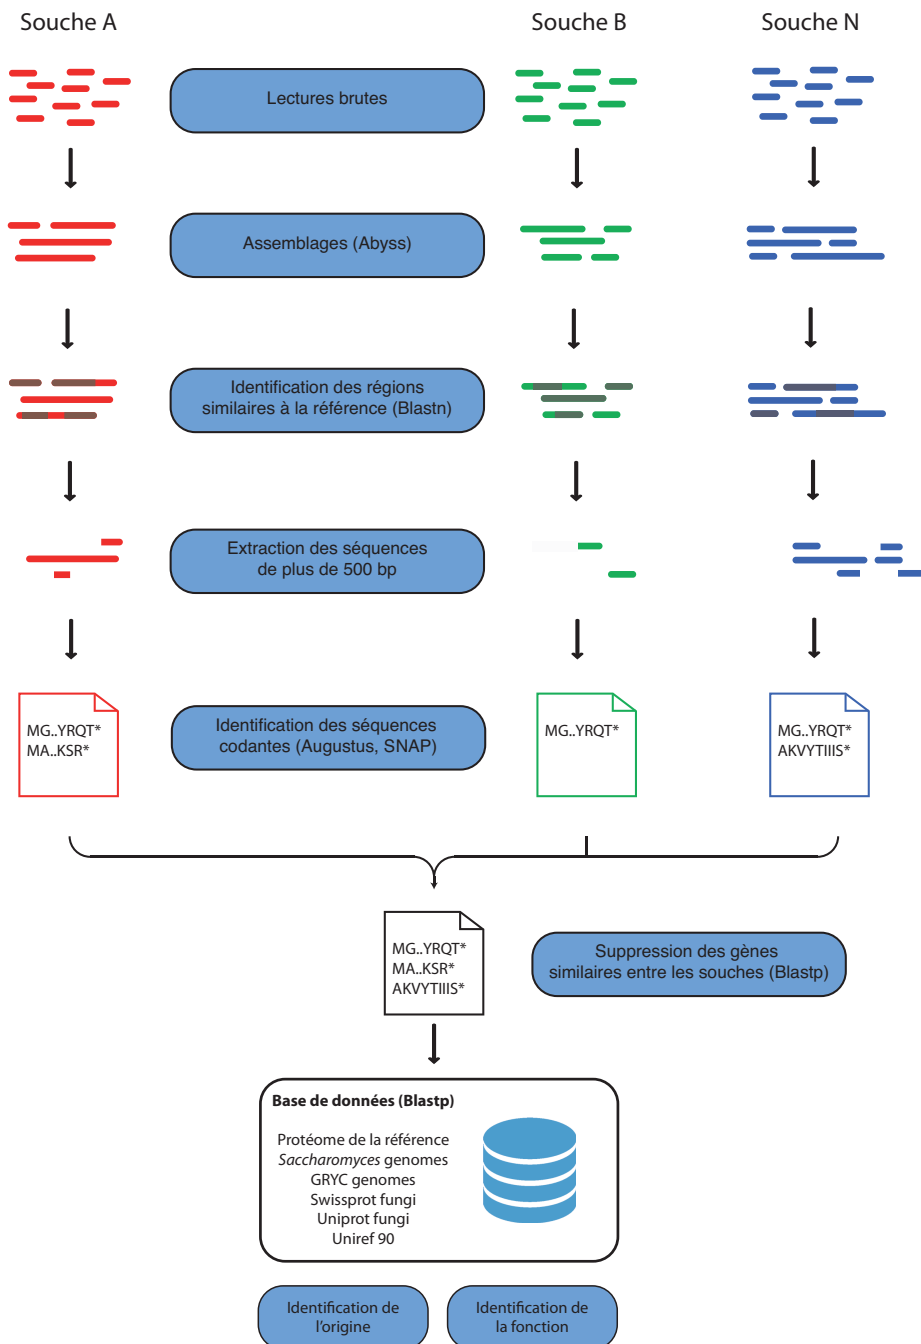 Souche A
Souche B
Souche N
Lectures brutes
Assemblages (Abyss)
Identification des régions
similaires à la référence (Blastn)
Extraction des séquences
de plus de 500 bp
Identification des séquences
codantes (Augustus, SNAP)
MG..YRQT*
MA..KSR*
MG..YRQT*
MG..YRQT*
AKVYTIIIS*
MG..YRQT*
MA..KSR*
AKVYTIIIS*
Suppression des gènes
similaires entre les souches (Blastp)
Base de données (Blastp)
Protéome de la référence
Saccharomyces genomes
GRYC genomes
Swissprot fungi
Uniprot fungi
Uniref 90
Identification de
l'origine
Identification de
la fonction